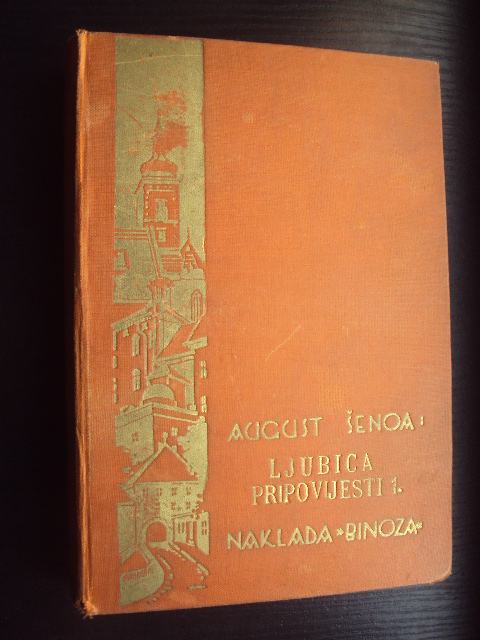 AUGUST ŠENOA:
LJUBICA
PRIPOVIJESTI 1.
NAKLADA "BINOZA"